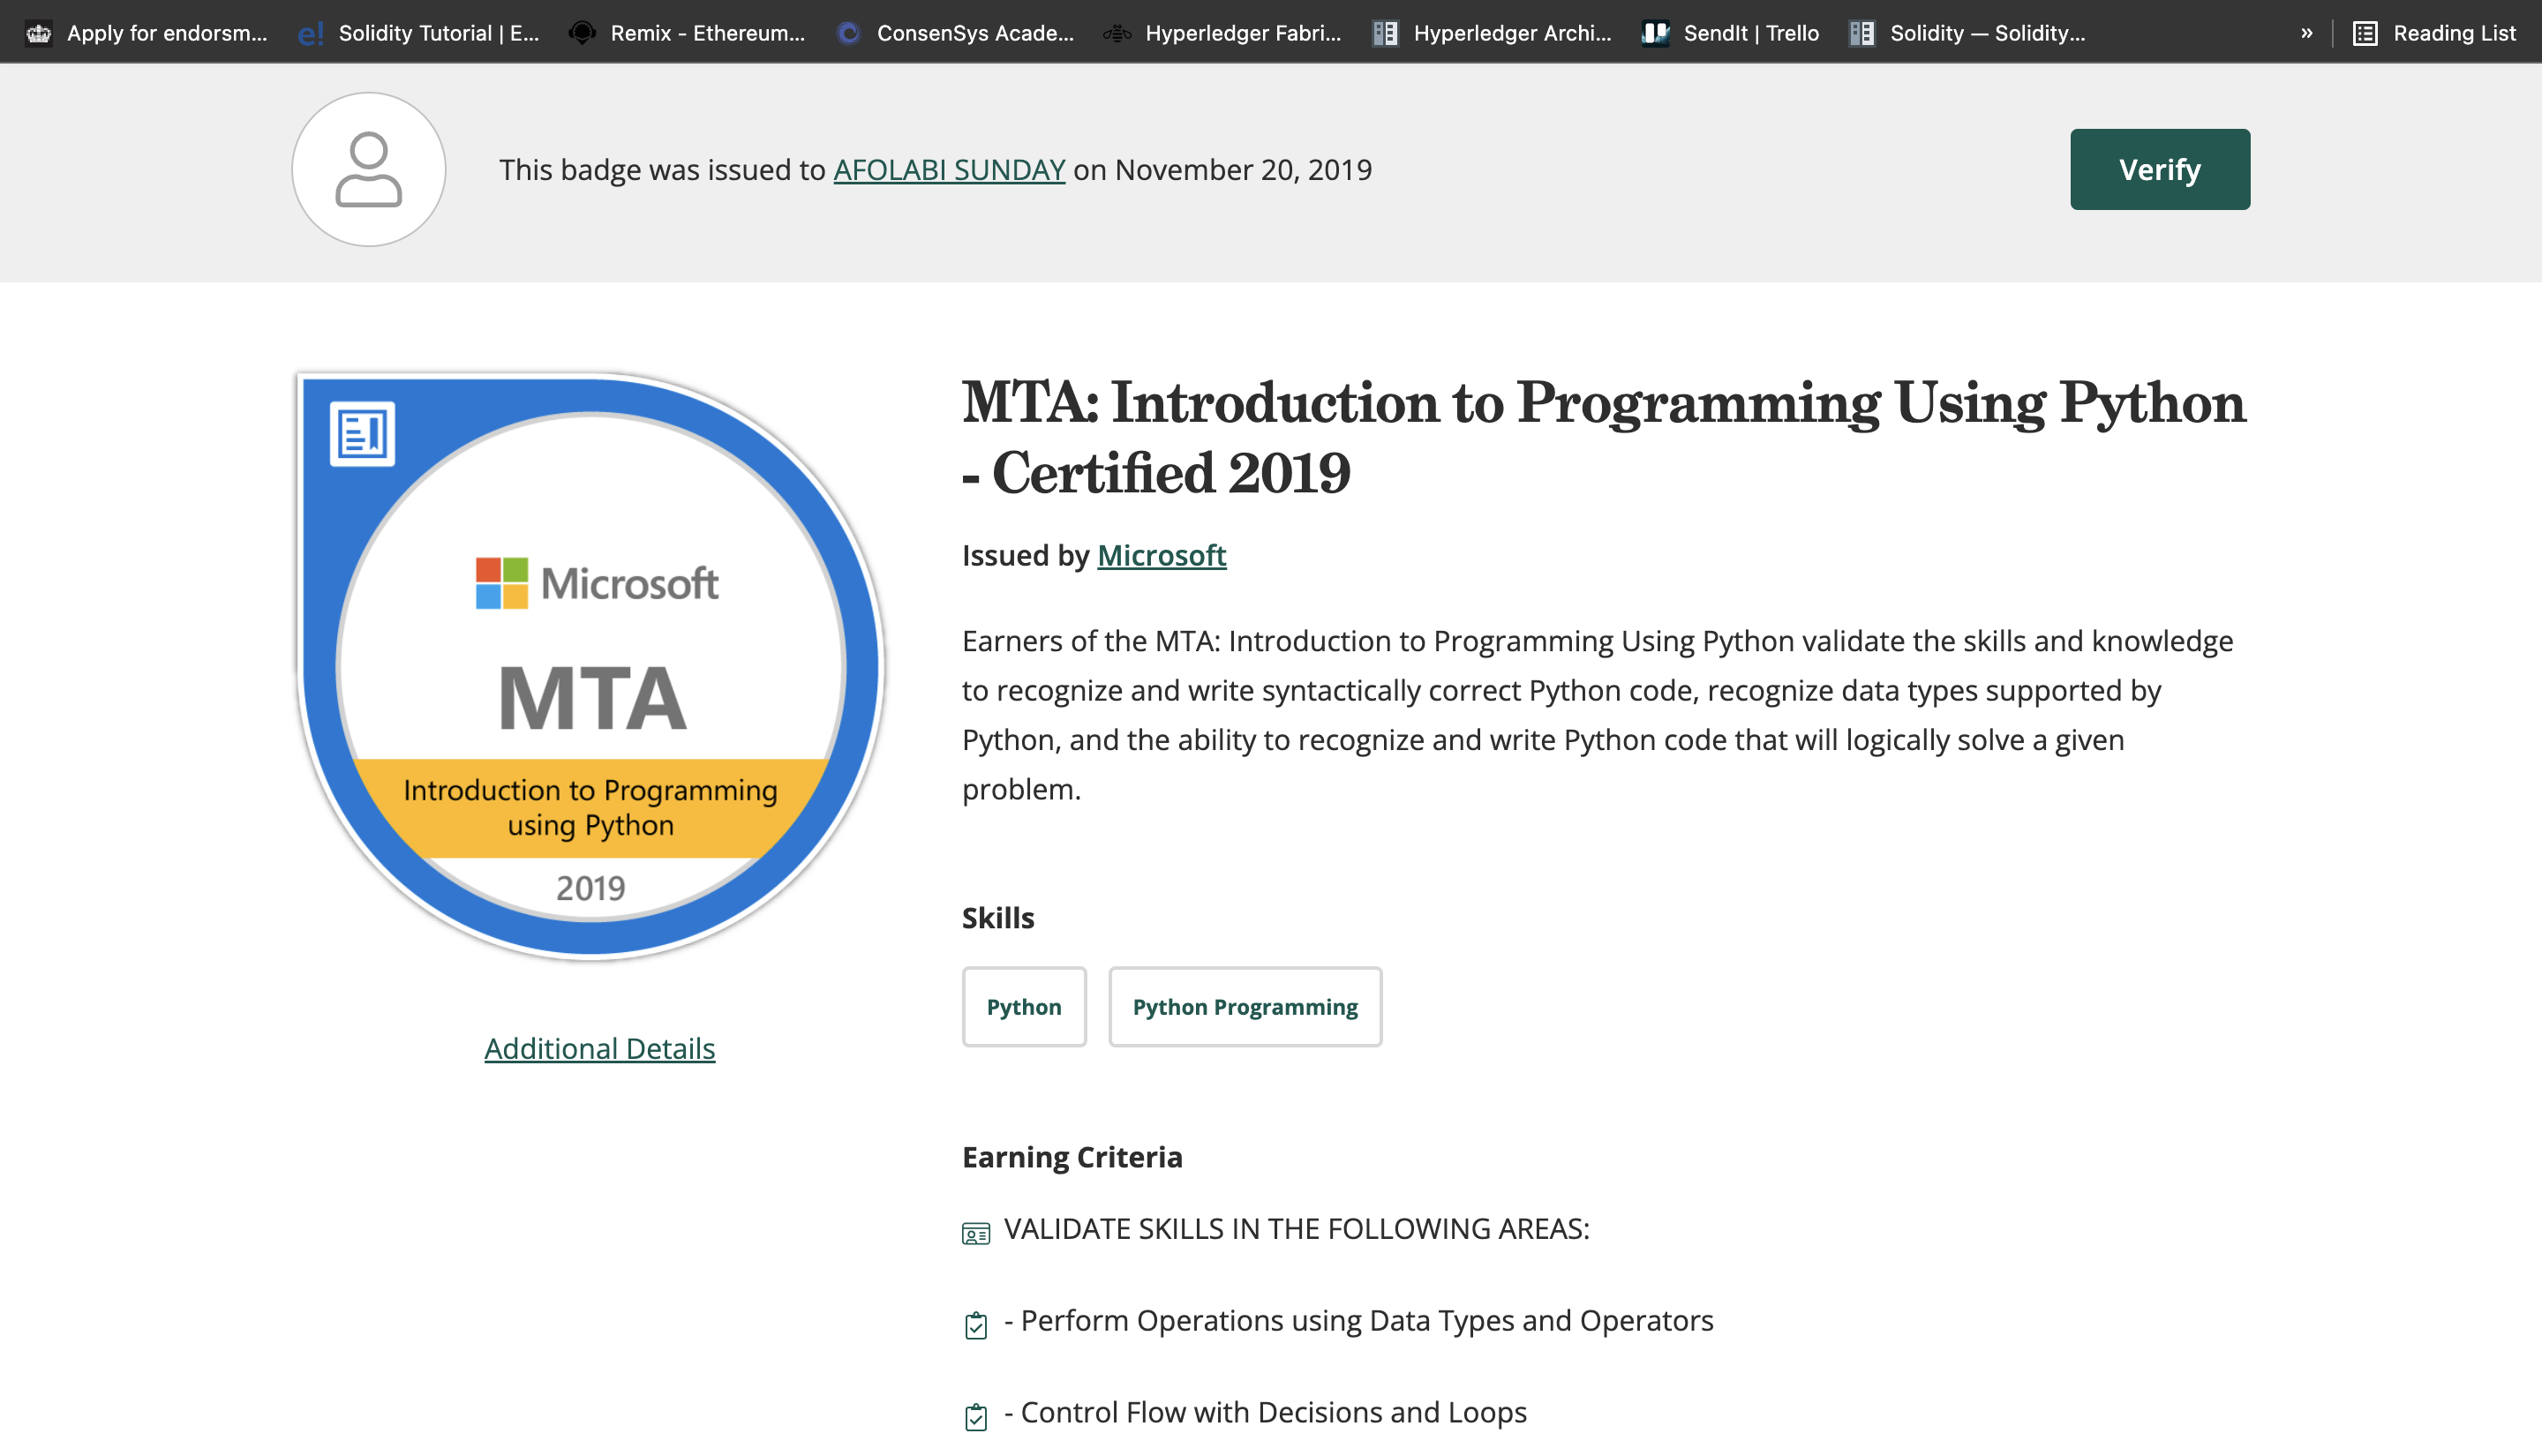 Apply for endorsm...
e! Solidity Tutorial | E...
Remix - Ethereum...
ConsenSys Acade...
Hyperledger Fabri...
Hyperledger Archi...
SendIt | Trello
Solidity — Solidity...
»
Reading List
This badge was issued to AFOLABI SUNDAY on November 20, 2019
Verify
Microsoft
MTA
Introduction to Programming
using Python
2019
Additional Details
MTA: Introduction to Programming Using Python
- Certified 2019
Issued by Microsoft
Earners of the MTA: Introduction to Programming Using Python validate the skills and knowledge
to recognize and write syntactically correct Python code, recognize data types supported by
Python, and the ability to recognize and write Python code that will logically solve a given
problem.
Skills
Python
Python Programming
Earning Criteria
VALIDATE SKILLS IN THE FOLLOWING AREAS:
- Perform Operations using Data Types and Operators
- Control Flow with Decisions and Loops